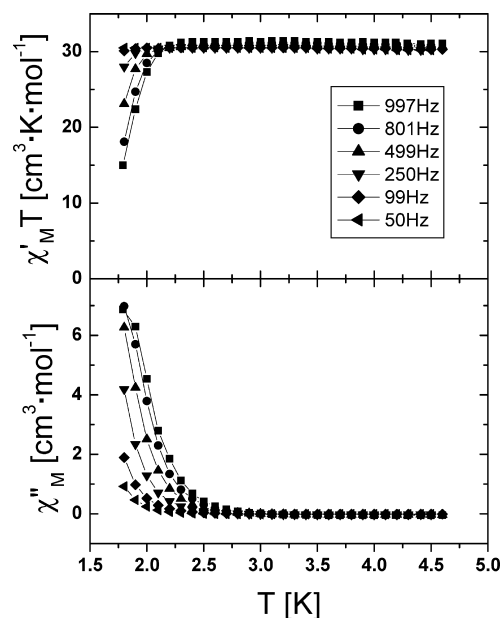 30
20
10
0
χ'ₘT [cm³·K·mol⁻¹]
997Hz
801Hz
499Hz
250Hz
99Hz
50Hz
6
4
2
0
χ''ₘ [cm³·mol⁻¹]
1.5 2.0 2.5 3.0 3.5 4.0 4.5 5.0
T [K]